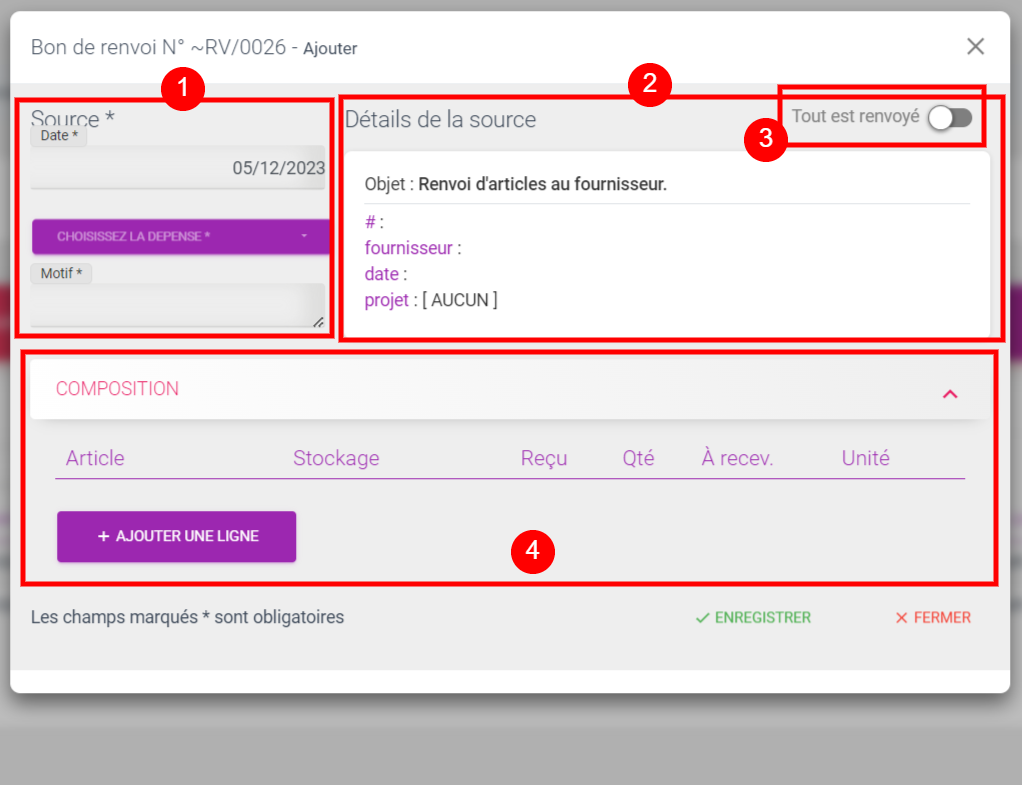 Bon de renvoi N° ~RV/0026 - Ajouter
1
2
3
Source *
Date *
05/12/2023
CHOISISSEZ LA DEPENSE *
Motif *
Détails de la source
Tout est renvoyé
Objet : Renvoi d'articles au fournisseur.
# :
fournisseur :
date :
projet : [ AUCUN ]
COMPOSITION
Article Stockage Reçu Qté À recev. Unité
+ AJOUTER UNE LIGNE
4
Les champs marqués * sont obligatoires
ENREGISTRER
FERMER